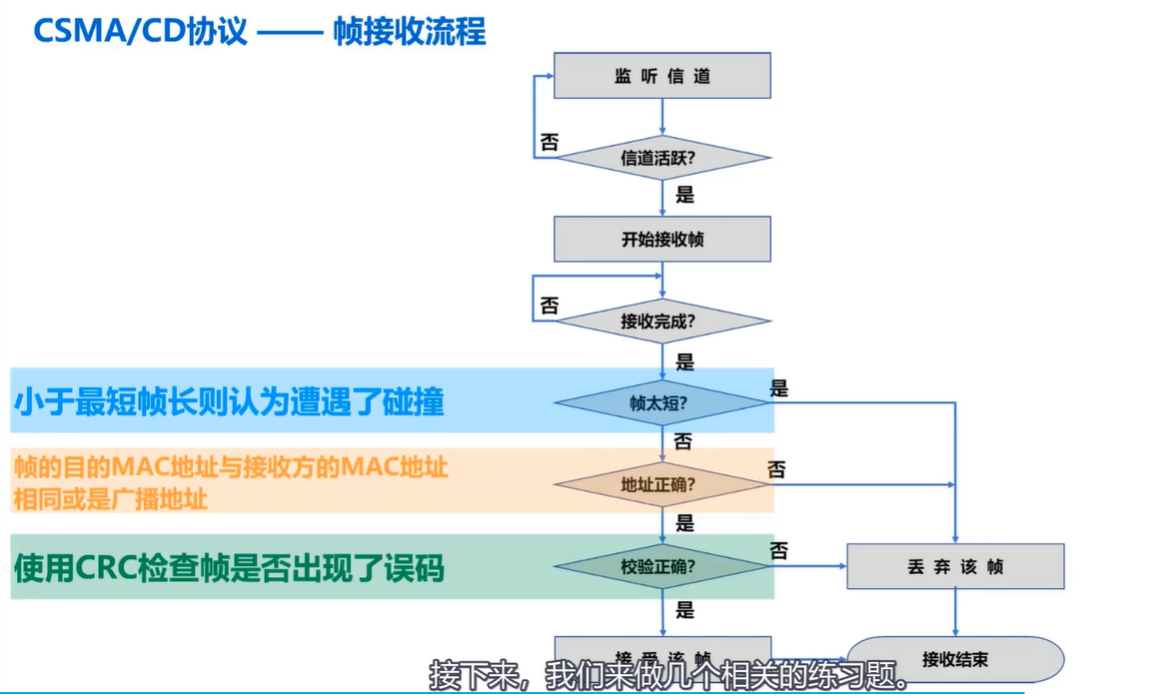 CSMA/CD协议 —— 帧接收流程
监 听 信 道
否
信道活跃?
是
开始接收帧
否
接收完成?
是
小于最短帧长则认为遭遇了碰撞
帧太短?
是
否
帧的目的MAC地址与接收方的MAC地址
相同或是广播地址
地址正确?
否
是
使用CRC检查帧是否出现了误码
校验正确?
否
丢 弃 该 帧
是
接 受 该 帧
接收结束
接下来，我们来做几个相关的练习题。